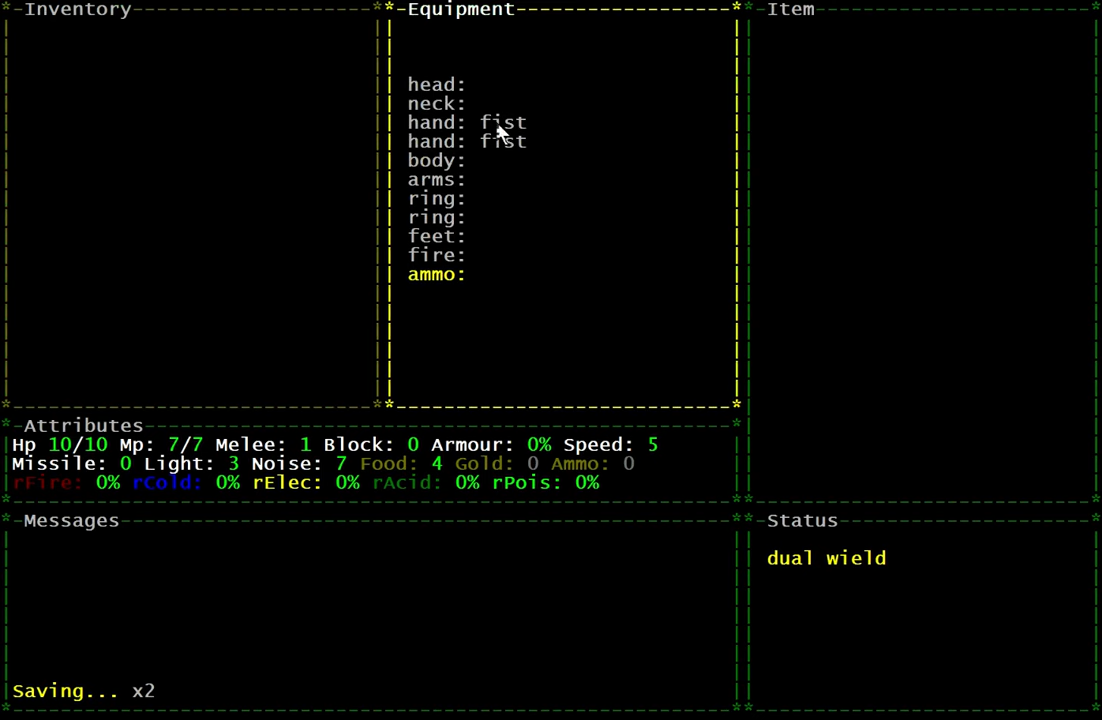 Inventory
Equipment
Item
head:
neck:
hand: fist
hand: fist
body:
arms:
ring:
ring:
feet:
fire:
ammo:
Attributes
Hp 10/10 Mp: 7/7 Melee: 1 Block: 0 Armour: 0% Speed: 5
Missile: 0 Light: 3 Noise: 7 Food: 4 Gold: 0 Ammo: 0
rFire: 0% rCold: 0% rElec: 0% rAcid: 0% rPois: 0%
Messages
Status
dual wield
Saving... x2